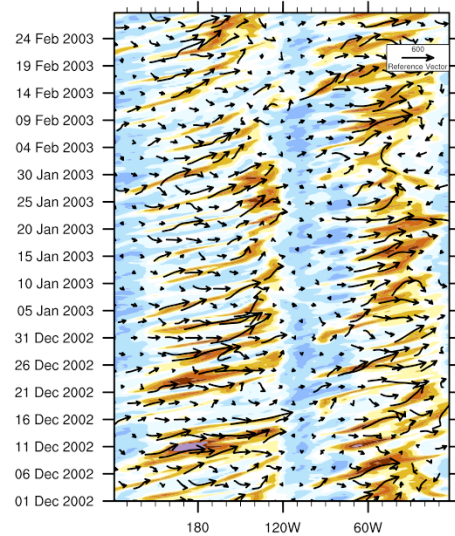 24 Feb 2003
19 Feb 2003
14 Feb 2003
09 Feb 2003
04 Feb 2003
30 Jan 2003
25 Jan 2003
20 Jan 2003
15 Jan 2003
10 Jan 2003
05 Jan 2003
31 Dec 2002
26 Dec 2002
21 Dec 2002
16 Dec 2002
11 Dec 2002
06 Dec 2002
01 Dec 2002
600
Reference Vector
180 120W 60W